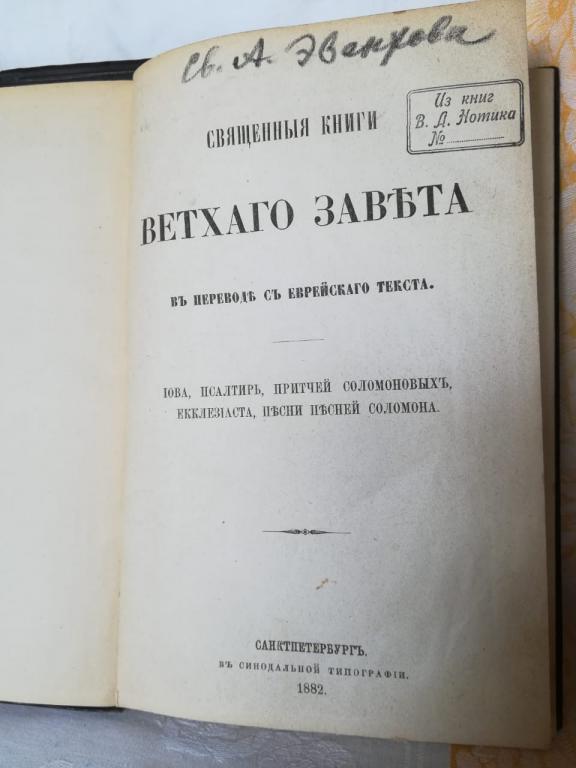 Св. А. Эвенхова
СВЯЩЕННЫЯ КНИГИ
Из книг
В. Д. Нотика
№
ВЕТХАГО ЗАВѢТА
ВЪ ПЕРЕВОДѢ СЪ ЕВРЕЙСКАГО ТЕКСТА.
ІОВА, ПСАЛТИРЬ, ПРИТЧЕЙ СОЛОМОНОВЫХЪ,
ЕККЛЕЗІАСТА, ПѢСНИ ПѢСНЕЙ СОЛОМОНА.
САНКТПЕТЕРБУРГЪ.
ВЪ СИНОДАЛЬНОЙ ТИПОГРАФІИ.
1882.